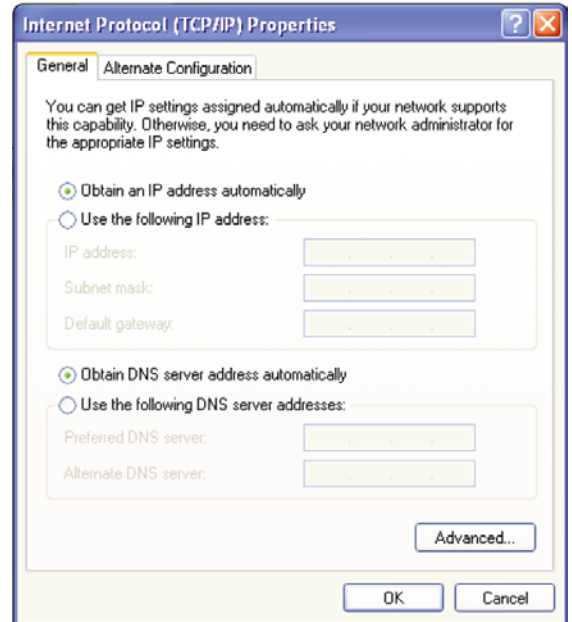 Internet Protocol (TCP/IP) Properties
General
Alternate Configuration
You can get IP settings assigned automatically if your network supports
this capability. Otherwise, you need to ask your network administrator for
the appropriate IP settings.
Obtain an IP address automatically
Use the following IP address:
IP address:
Subnet mask:
Default gateway:
Obtain DNS server address automatically
Use the following DNS server addresses:
Preferred DNS server:
Alternate DNS server:
Advanced...
OK
Cancel